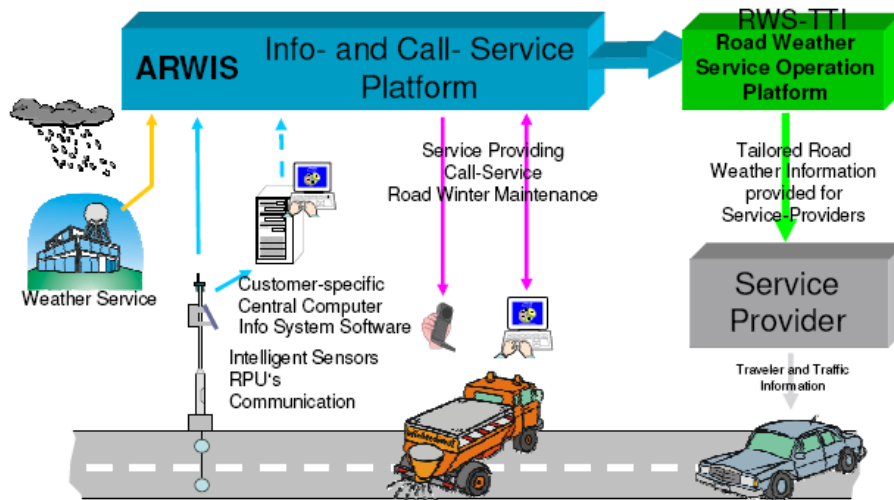 ARWIS
Info- and Call- Service
Platform
RWS-TTI
Road Weather
Service Operation
Platform
Service Providing
Call-Service
Road Winter Maintenance
Tailored Road
Weather Information
provided for
Service-Providers
Weather Service
Customer-specific
Central Computer
Info System Software
Intelligent Sensors
RPU's
Communication
Service
Provider
Traveler and Traffic
Information